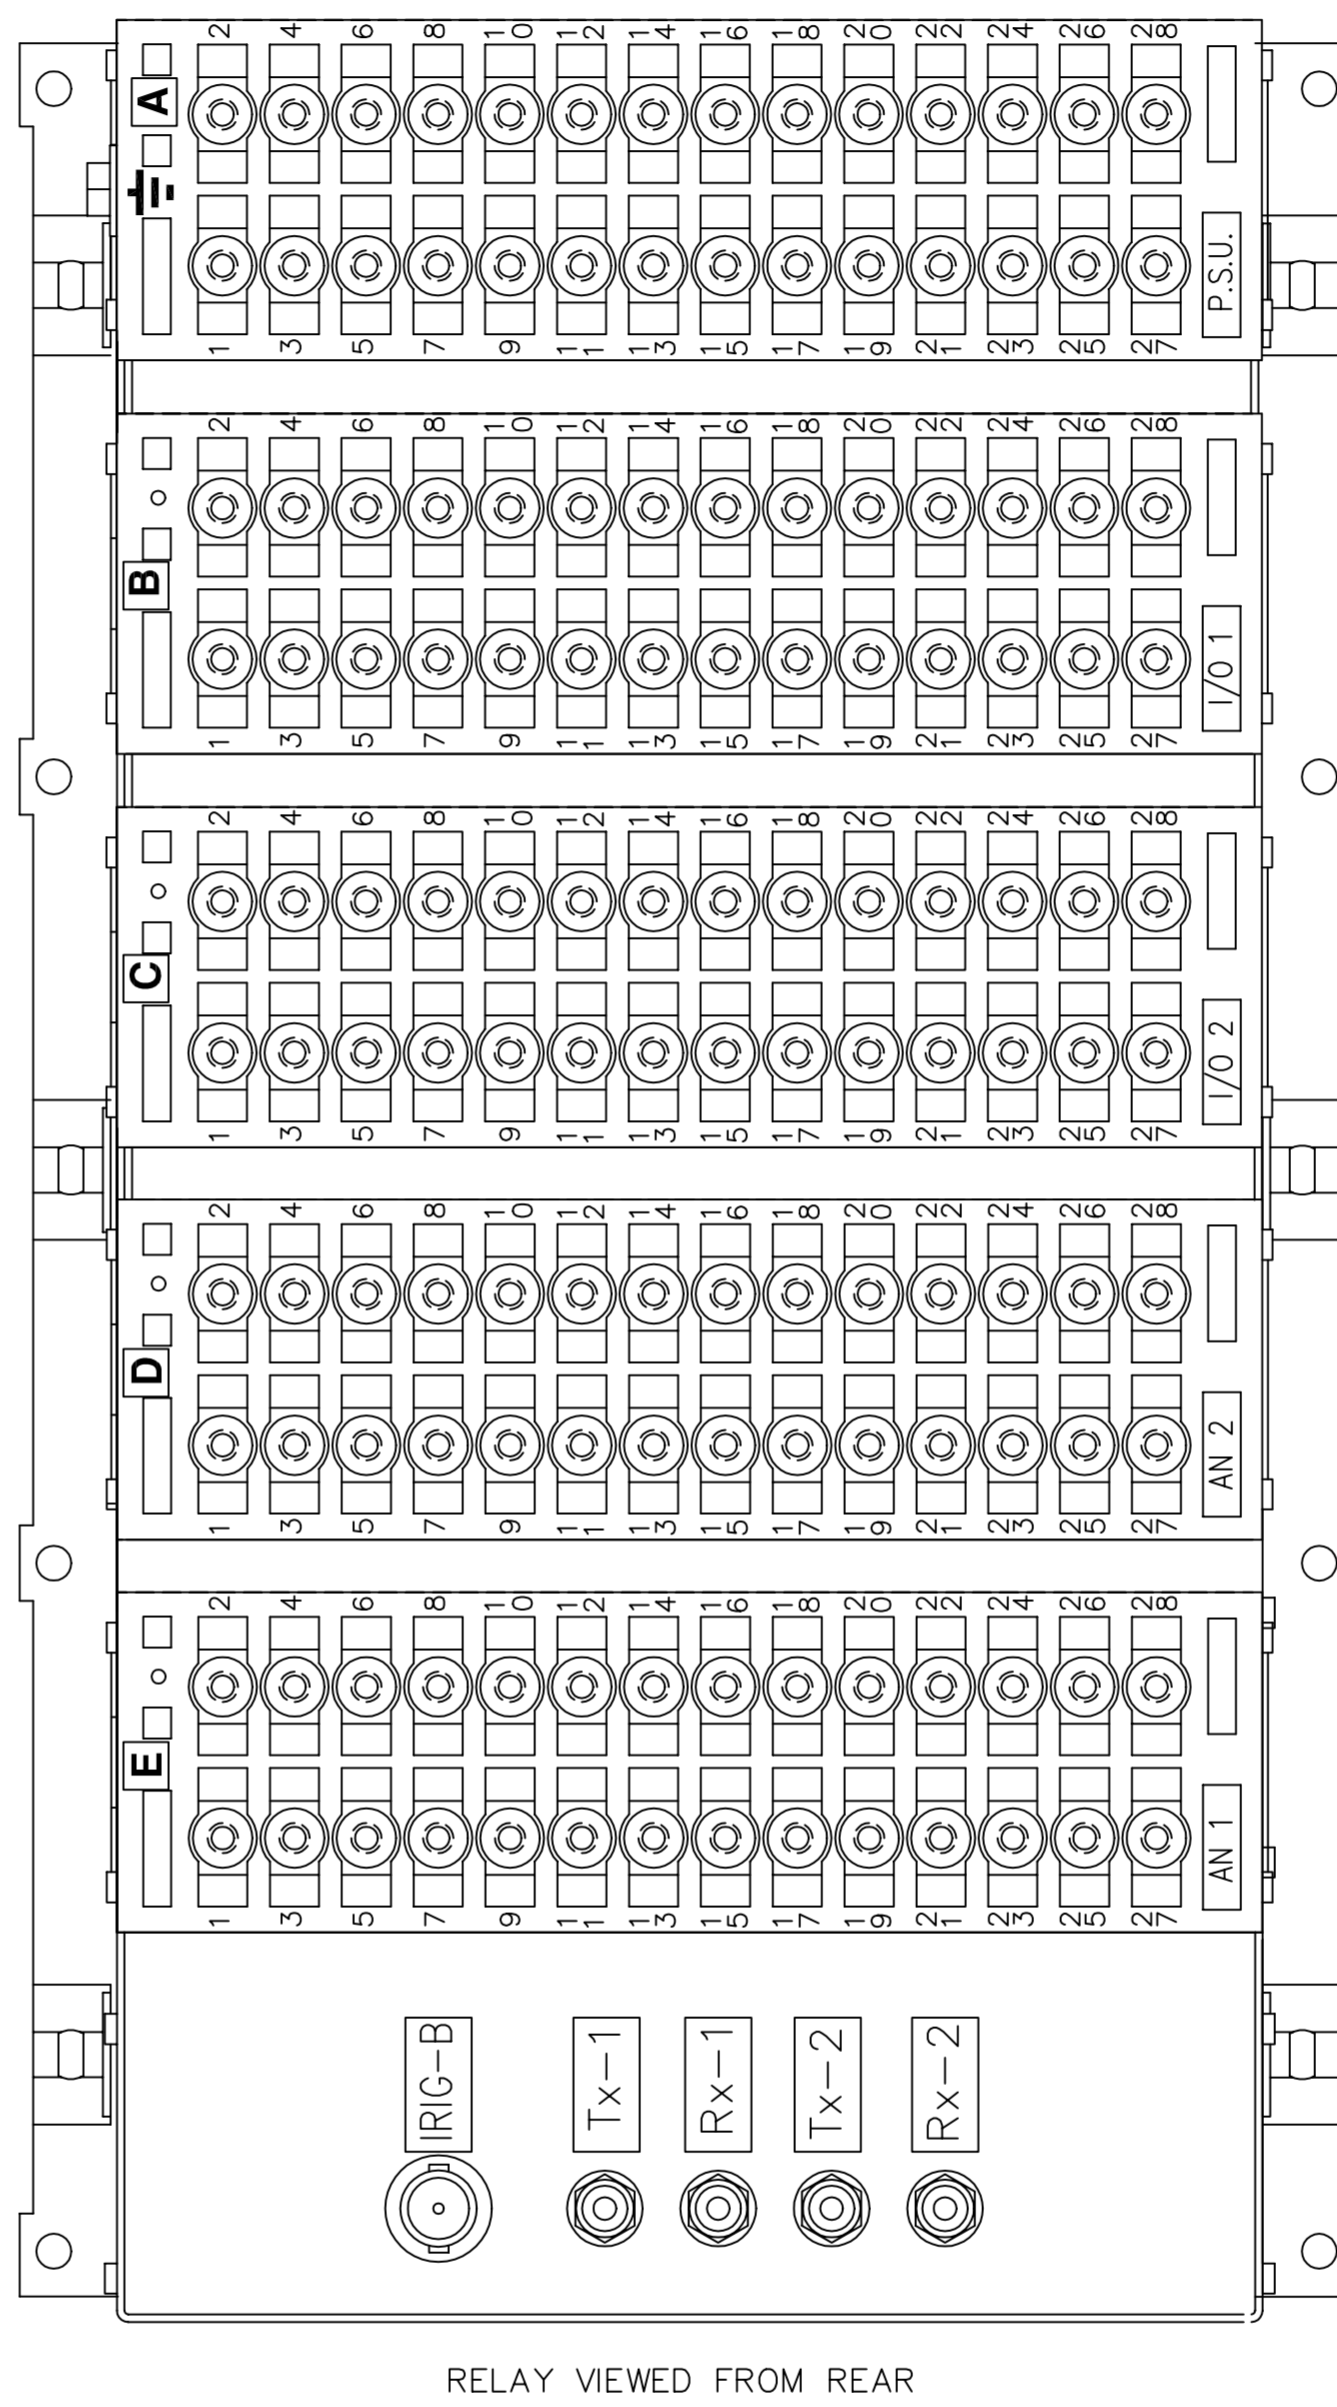 2 4 6 8 10 12 14 16 18 20 22 24 26 28
A
P.S.U.
1 3 5 7 9 11 13 15 17 19 21 23 25 27
2 4 6 8 10 12 14 16 18 20 22 24 26 28
B
I/O 1
1 3 5 7 9 11 13 15 17 19 21 23 25 27
2 4 6 8 10 12 14 16 18 20 22 24 26 28
C
I/O 2
1 3 5 7 9 11 13 15 17 19 21 23 25 27
2 4 6 8 10 12 14 16 18 20 22 24 26 28
D
AN 2
1 3 5 7 9 11 13 15 17 19 21 23 25 27
2 4 6 8 10 12 14 16 18 20 22 24 26 28
E
AN 1
1 3 5 7 9 11 13 15 17 19 21 23 25 27
IRIG-B
Tx-1
Rx-1
Tx-2
Rx-2
RELAY VIEWED FROM REAR